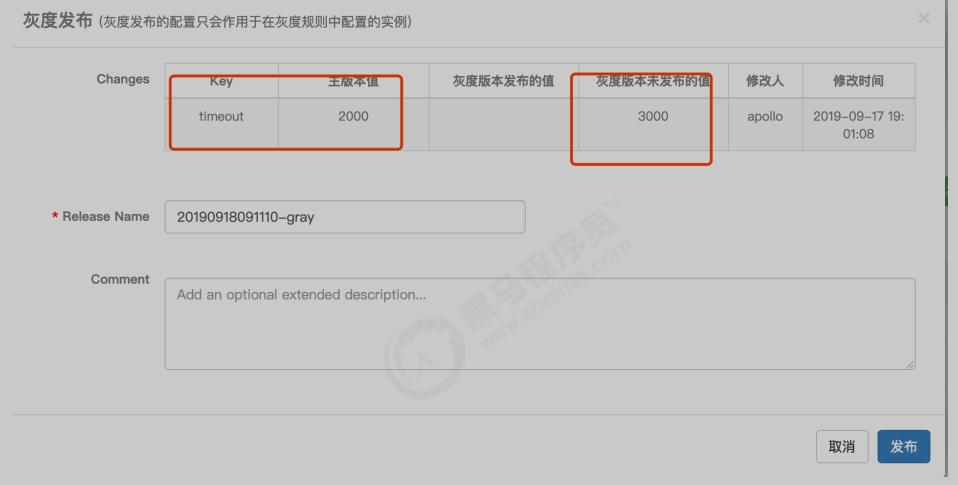 灰度发布 (灰度发布的配置只会作用于在灰度规则中配置的实例)
×
Changes
Key 主版本值 灰度版本发布的值 灰度版本未发布的值 修改人 修改时间
timeout 2000 3000 apollo 2019-09-17 19:
01:08
* Release Name 20190918091110-gray
Comment
Add an optional extended description...
黑马程序员™
www.itheima.com
取消 发布